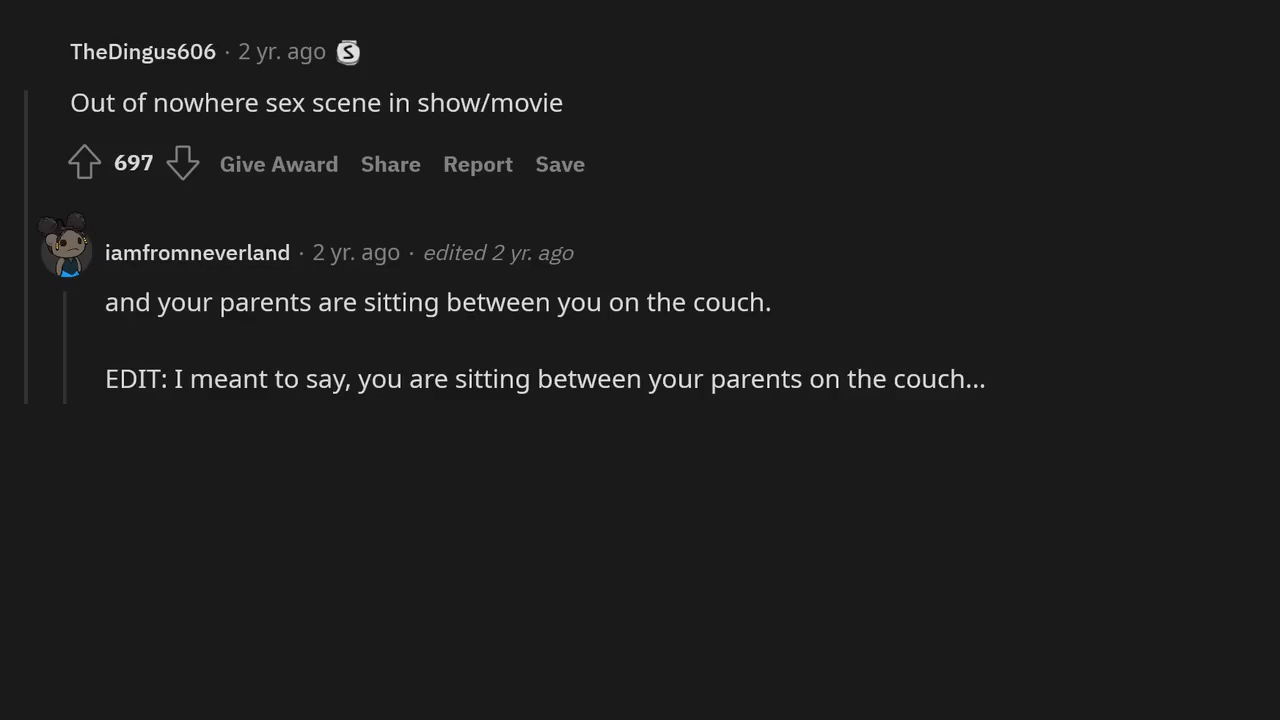 TheDingus606 · 2 yr. ago S
Out of nowhere sex scene in show/movie
697 Give Award Share Report Save
iamfromneverland · 2 yr. ago · edited 2 yr. ago
and your parents are sitting between you on the couch.
EDIT: I meant to say, you are sitting between your parents on the couch...